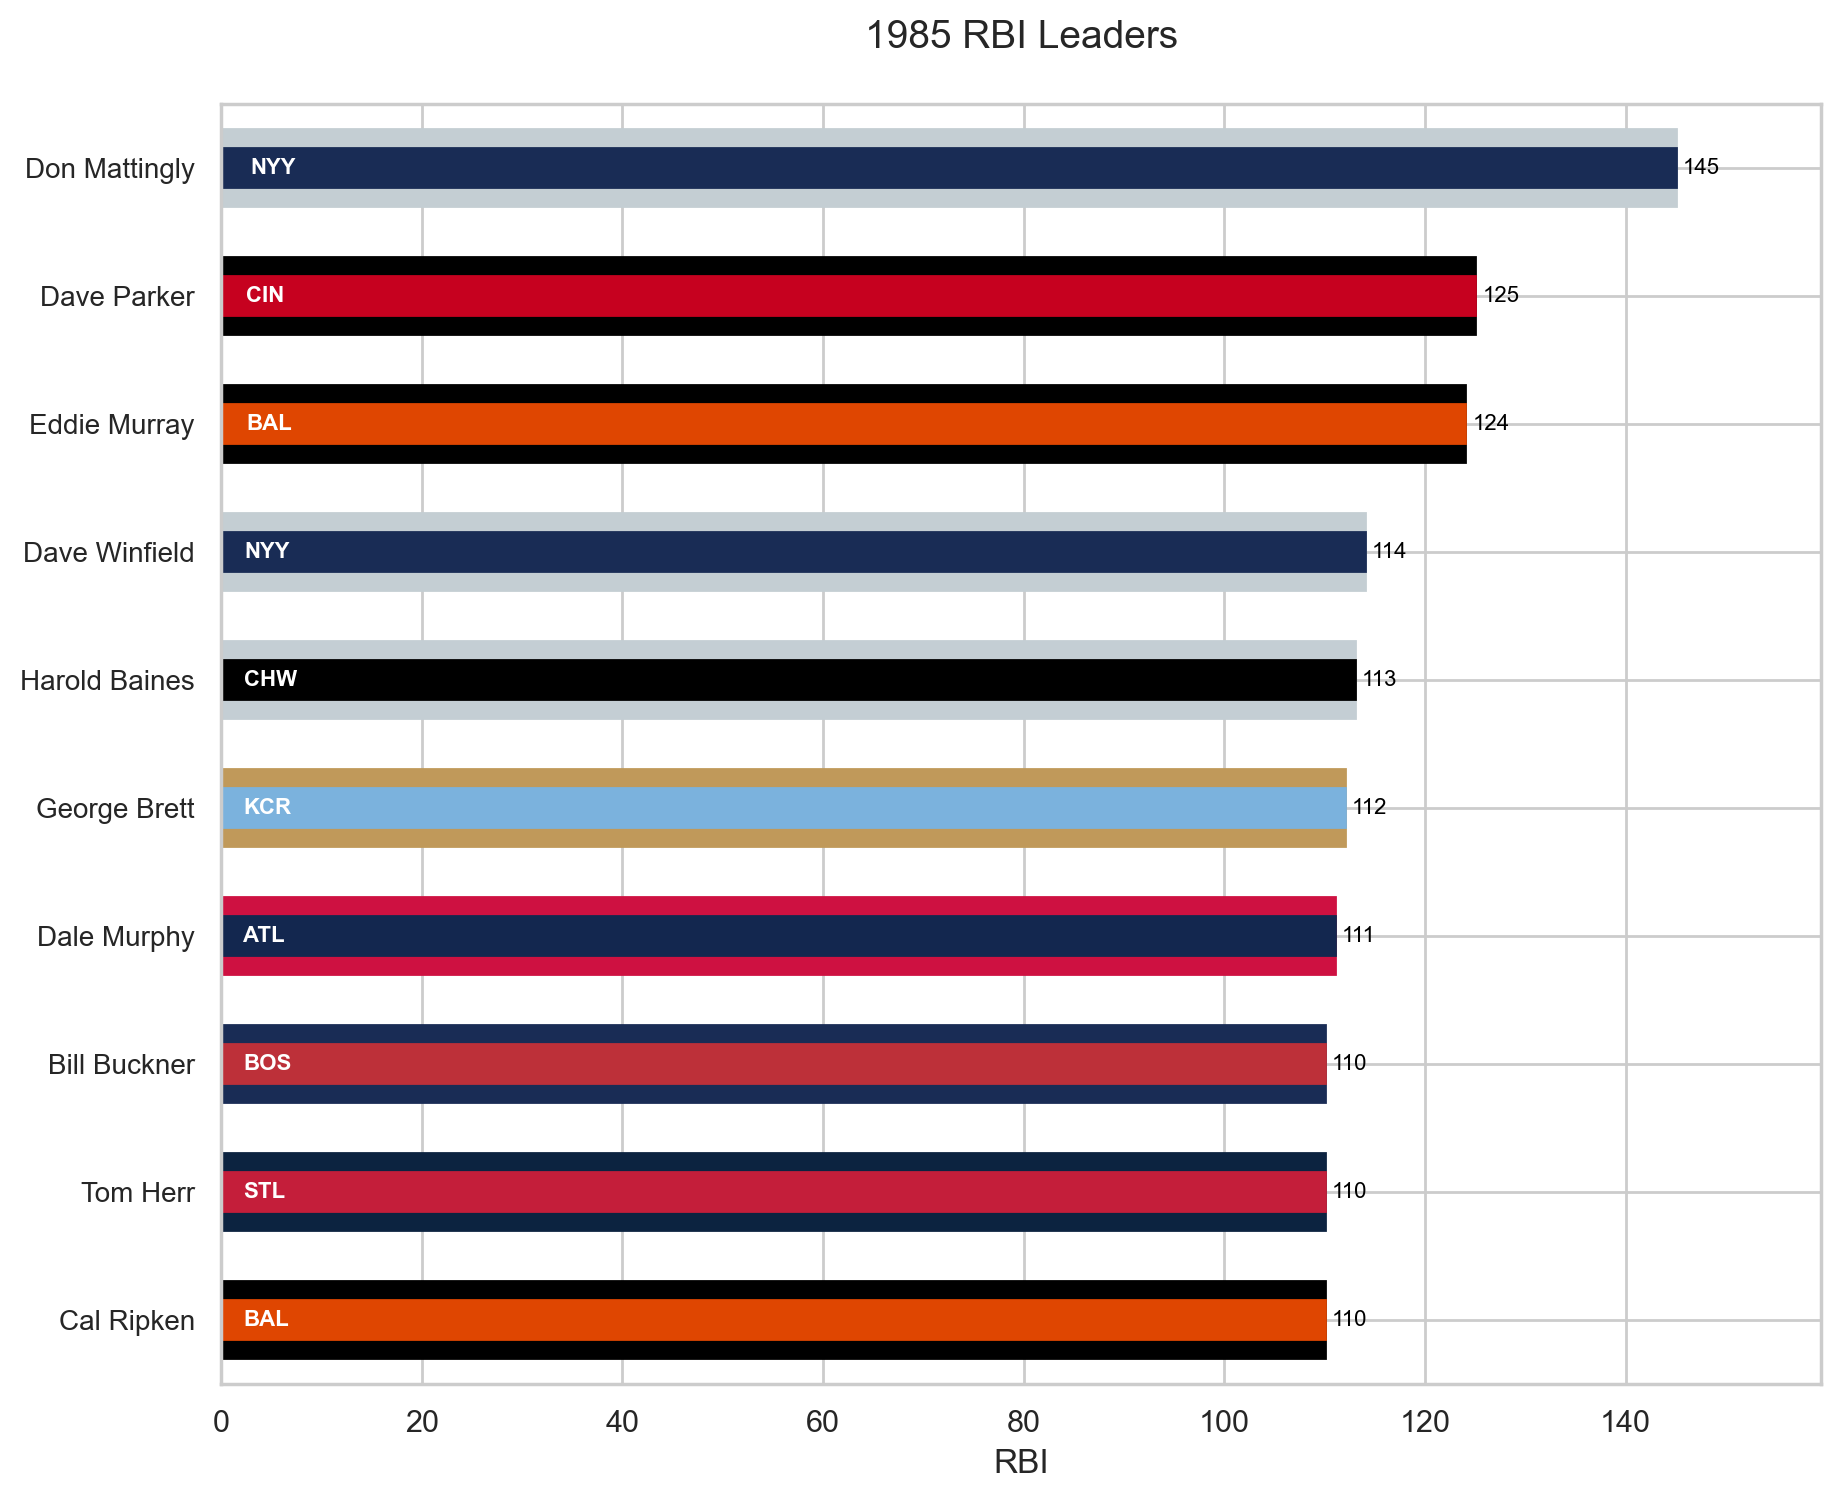 1985 RBI Leaders
Don Mattingly NYY 145
Dave Parker CIN 125
Eddie Murray BAL 124
Dave Winfield NYY 114
Harold Baines CHW 113
George Brett KCR 112
Dale Murphy ATL 111
Bill Buckner BOS 110
Tom Herr STL 110
Cal Ripken BAL 110
0 20 40 60 80 100 120 140
RBI